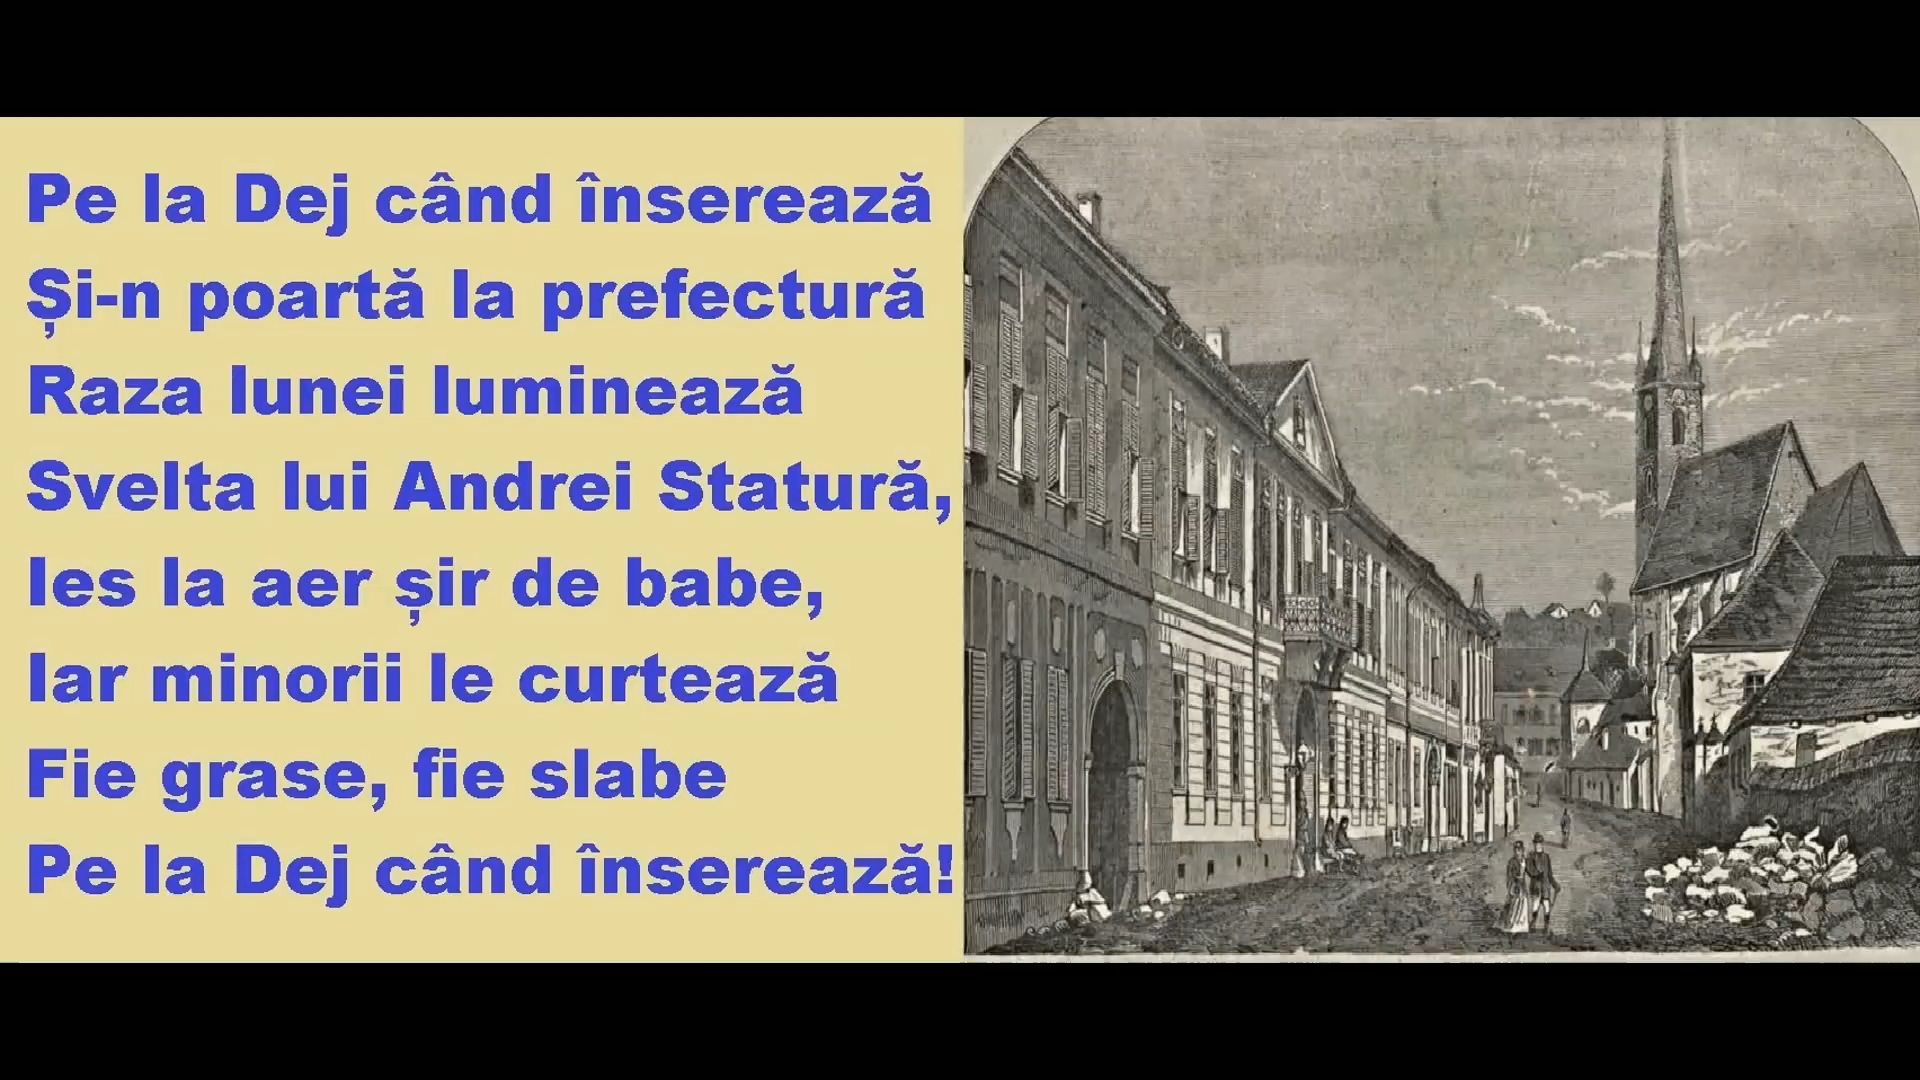 Pe la Dej când înserează
Și-n poartă la prefectură
Raza lunei luminează
Svelta lui Andrei Statură,
Ies la aer șir de babe,
Iar minorii le curtează
Fie grase, fie slabe
Pe la Dej când înserează!